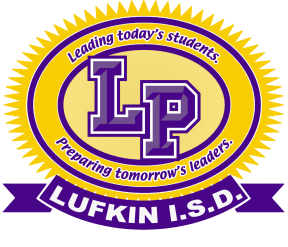 Leading today's students.
LP
Preparing tomorrow's leaders.
LUFKIN I.S.D.